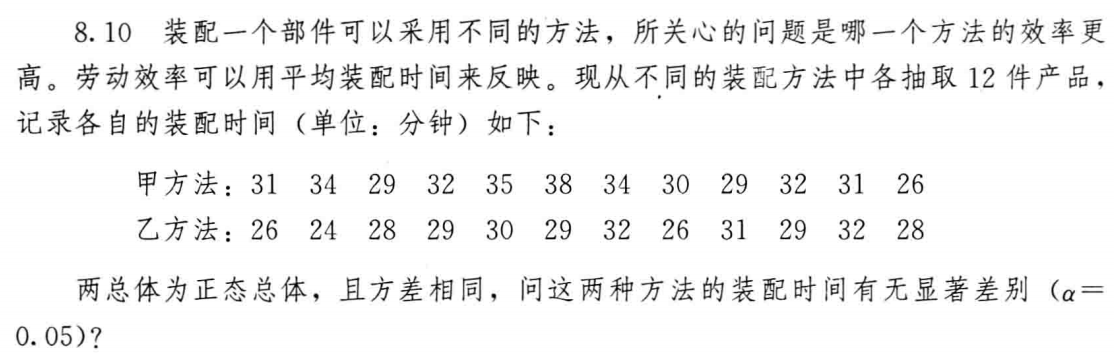 8.10 装配一个部件可以采用不同的方法，所关心的问题是哪一个方法的效率更
高。劳动效率可以用平均装配时间来反映。现从不同的装配方法中各抽取 12 件产品，
记录各自的装配时间（单位：分钟）如下：
甲方法：31 34 29 32 35 38 34 30 29 32 31 26
乙方法：26 24 28 29 30 29 32 26 31 29 32 28
两总体为正态总体，且方差相同，问这两种方法的装配时间有无显著差别（α＝
0.05)？